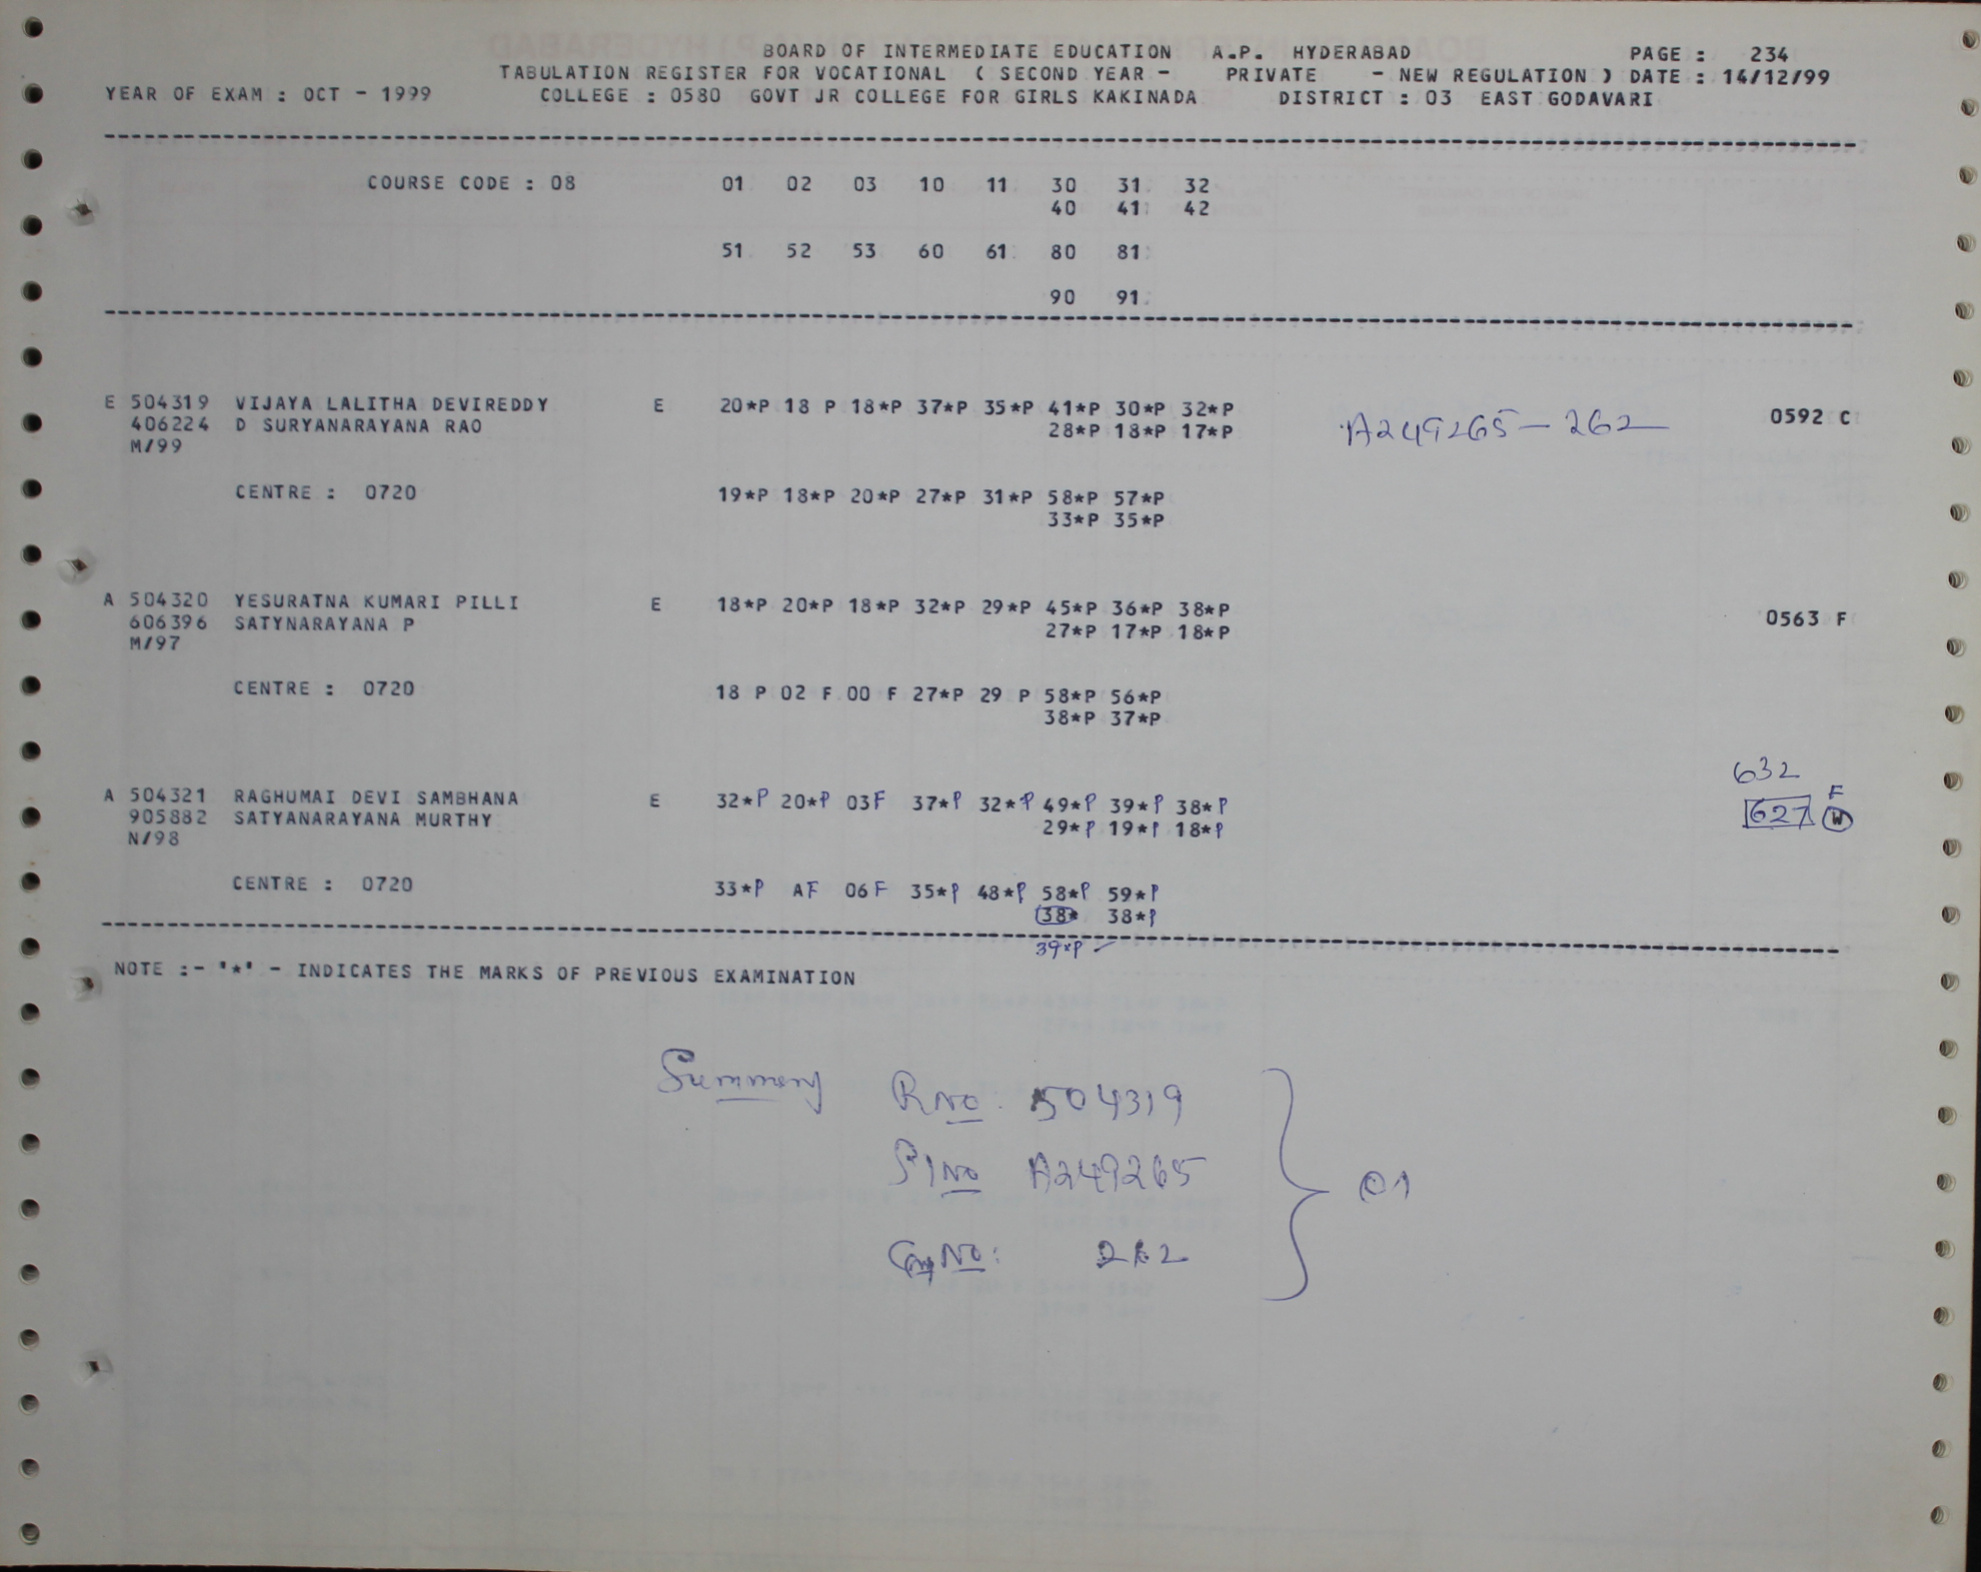 BOARD OF INTERMEDIATE EDUCATION A.P. HYDERABAD PAGE : 234
TABULATION REGISTER FOR VOCATIONAL ( SECOND YEAR - PRIVATE - NEW REGULATION ) DATE : 14/12/99
YEAR OF EXAM : OCT - 1999 COLLEGE : 0580 GOVT JR COLLEGE FOR GIRLS KAKINADA DISTRICT : 03 EAST GODAVARI
COURSE CODE : 08 01 02 03 10 11 30 31 32
40 41 42
51 52 53 60 61 80 81
90 91
E 504319 VIJAYA LALITHA DEVIREDDY E 20*P 18 P 18*P 37*P 35*P 41*P 30*P 32*P 0592 C
406224 D SURYANARAYANA RAO 28*P 18*P 17*P A249265 - 262
M/99
CENTRE : 0720 19*P 18*P 20*P 27*P 31*P 58*P 57*P
33*P 35*P
A 504320 YESURATNA KUMARI PILLI E 18*P 20*P 18*P 32*P 29*P 45*P 36*P 38*P 0563 F
606396 SATYNARAYANA P 27*P 17*P 18*P
M/97
CENTRE : 0720 18 P 02 F 00 F 27*P 29 P 58*P 56*P
38*P 37*P
632
A 504321 RAGHUMAI DEVI SAMBHANA E 32*P 20*P 03F 37*P 32*P 49*P 39*P 38*P F
905882 SATYANARAYANA MURTHY 29*P 19*P 18*P 627 W
N/98
CENTRE : 0720 33*P AF 06F 35*P 48*P 58*P 59*P
38* 38*P
39*P
NOTE :- '*' - INDICATES THE MARKS OF PREVIOUS EXAMINATION
Summery RNo: 504319
SlNo A249265 01
No: 262